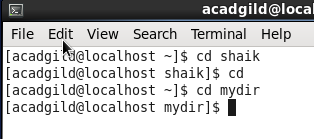 acadgild@loca
File Edit View Search Terminal Help
[acadgild@localhost ~]$ cd shaik
[acadgild@localhost shaik]$ cd
[acadgild@localhost ~]$ cd mydir
[acadgild@localhost mydir]$